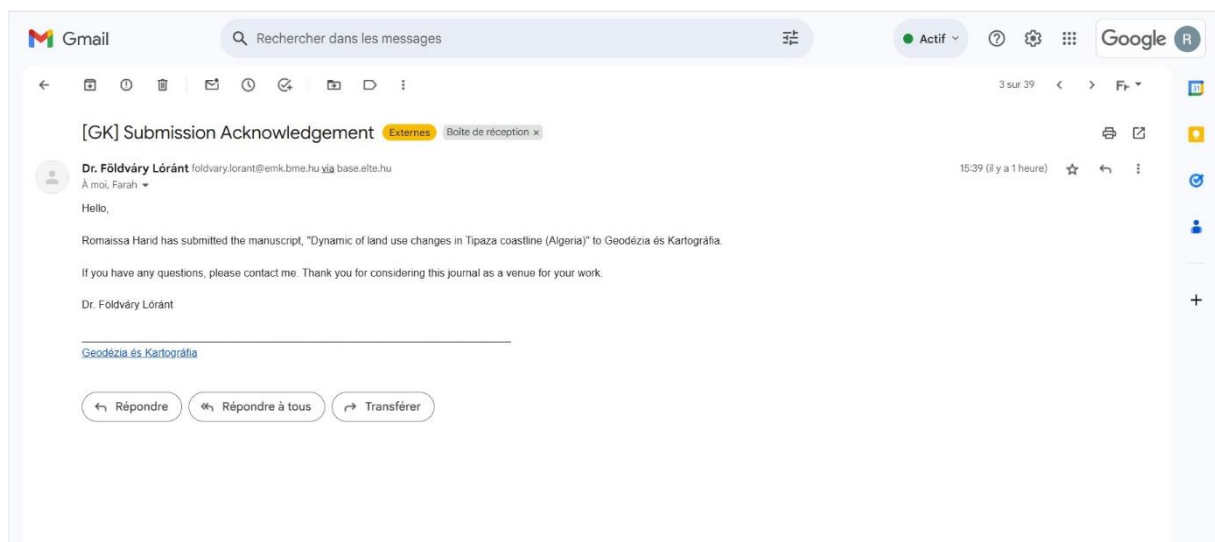 Gmail
Rechercher dans les messages
Actif
Google R
3 sur 39
31
[GK] Submission Acknowledgement Externes Boîte de réception ×
Dr. Földváry Lóránt foldvary.lorant@emk.bme.hu via base.elte.hu
15:39 (il y a 1 heure)
À moi, Farah
Hello,
Romaissa Harid has submitted the manuscript, "Dynamic of land use changes in Tipaza coastline (Algeria)" to Geodézia és Kartográfia.
If you have any questions, please contact me. Thank you for considering this journal as a venue for your work.
Dr. Földváry Lóránt
Geodézia és Kartográfia
Répondre
Répondre à tous
Transférer